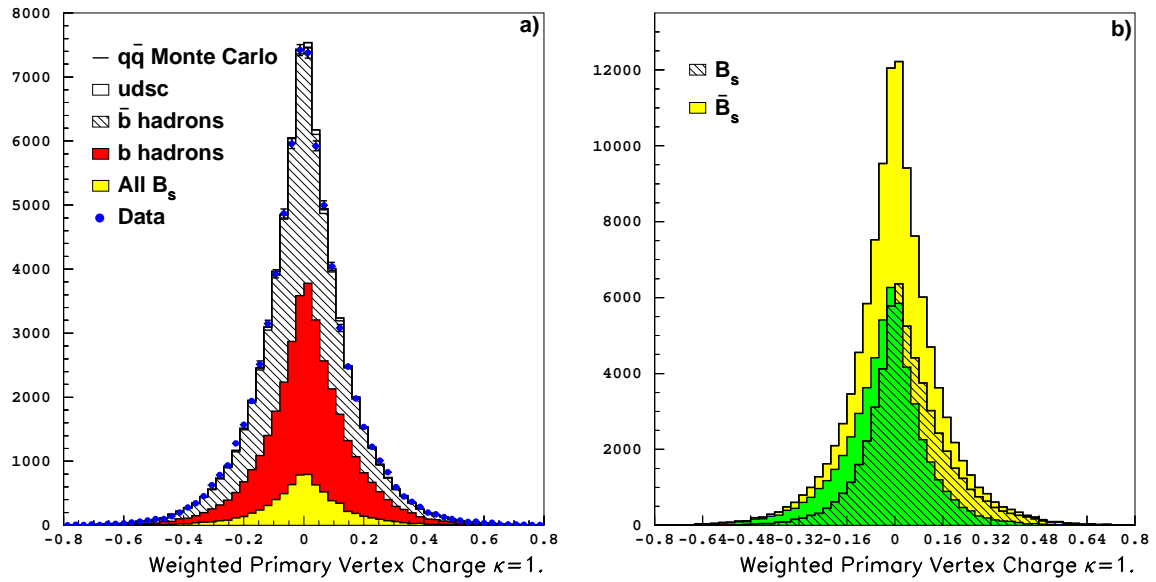 a)
8000
7000
6000
5000
4000
3000
2000
1000
0
qq̄ Monte Carlo
udsc
b̄ hadrons
b hadrons
All Bs
Data
-0.8 -0.6 -0.4 -0.2 0 0.2 0.4 0.6 0.8
Weighted Primary Vertex Charge κ=1.
b)
12000
10000
8000
6000
4000
2000
0
Bs
B̄s
-0.8 -0.64 -0.48 -0.32 -0.16 0 0.16 0.32 0.48 0.64 0.8
Weighted Primary Vertex Charge κ=1.